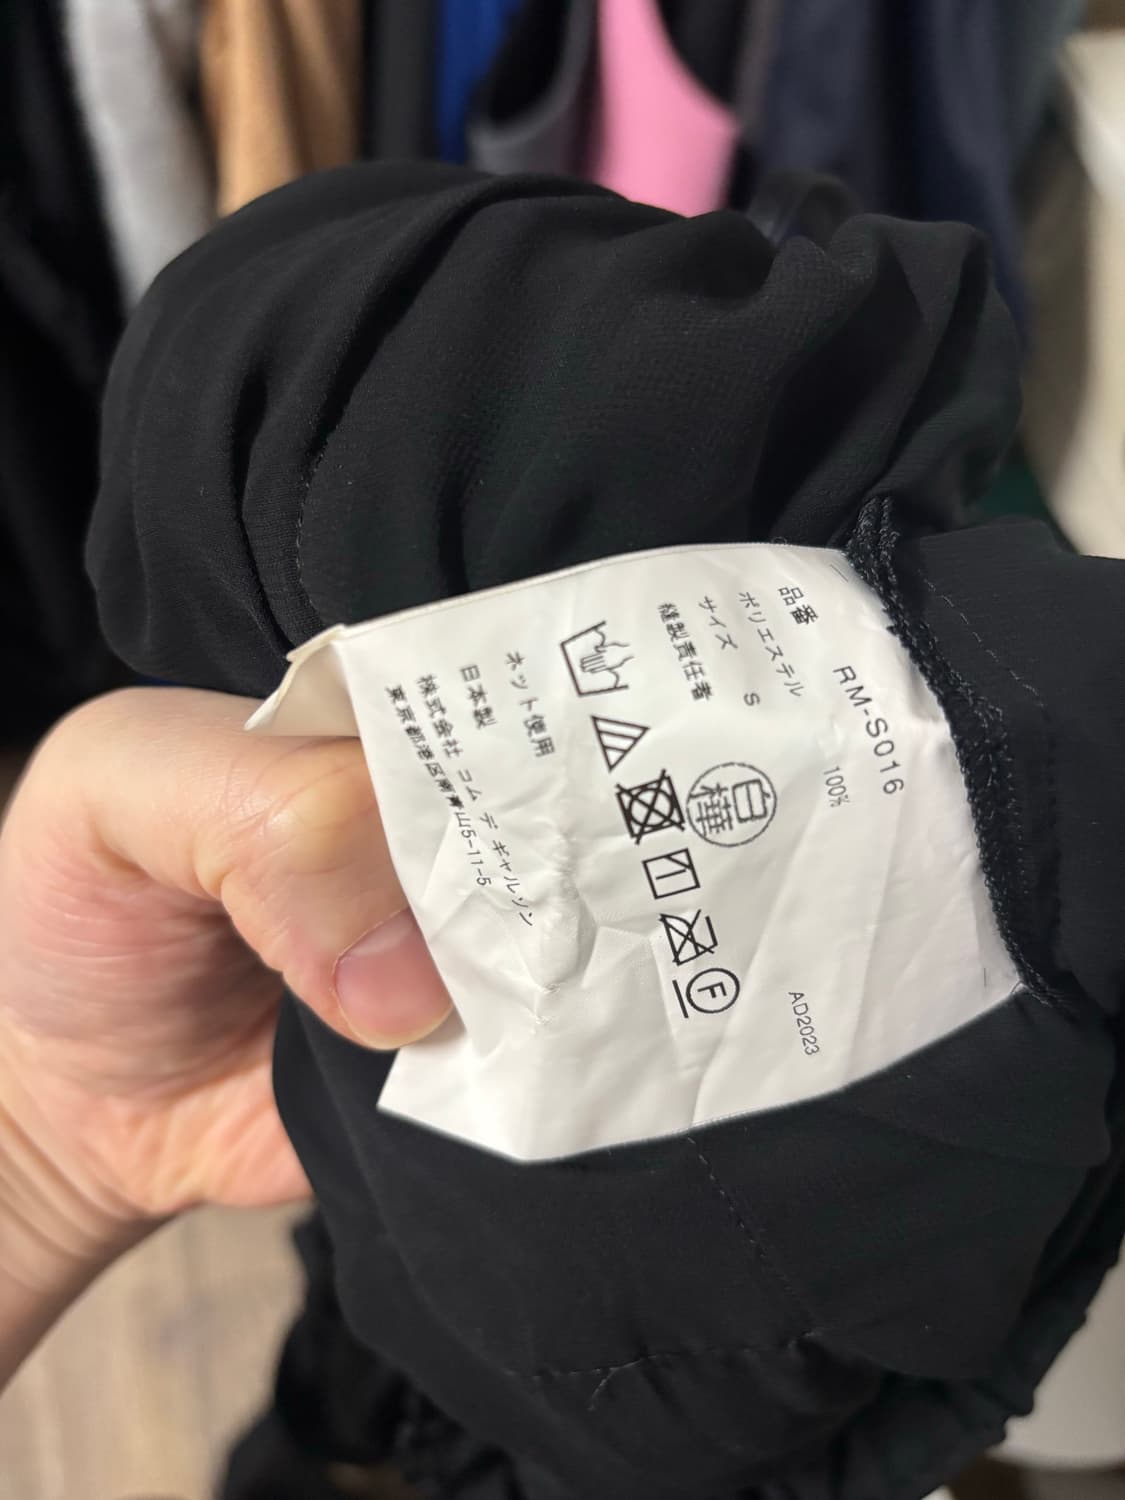 品番 RM-S016
ポリエステル 100%
サイズ S
縫製責任者 白樺
AD2023
F
ネット使用
日本製
株式会社 コム デ ギャルソン
東京都港区南青山5-11-5